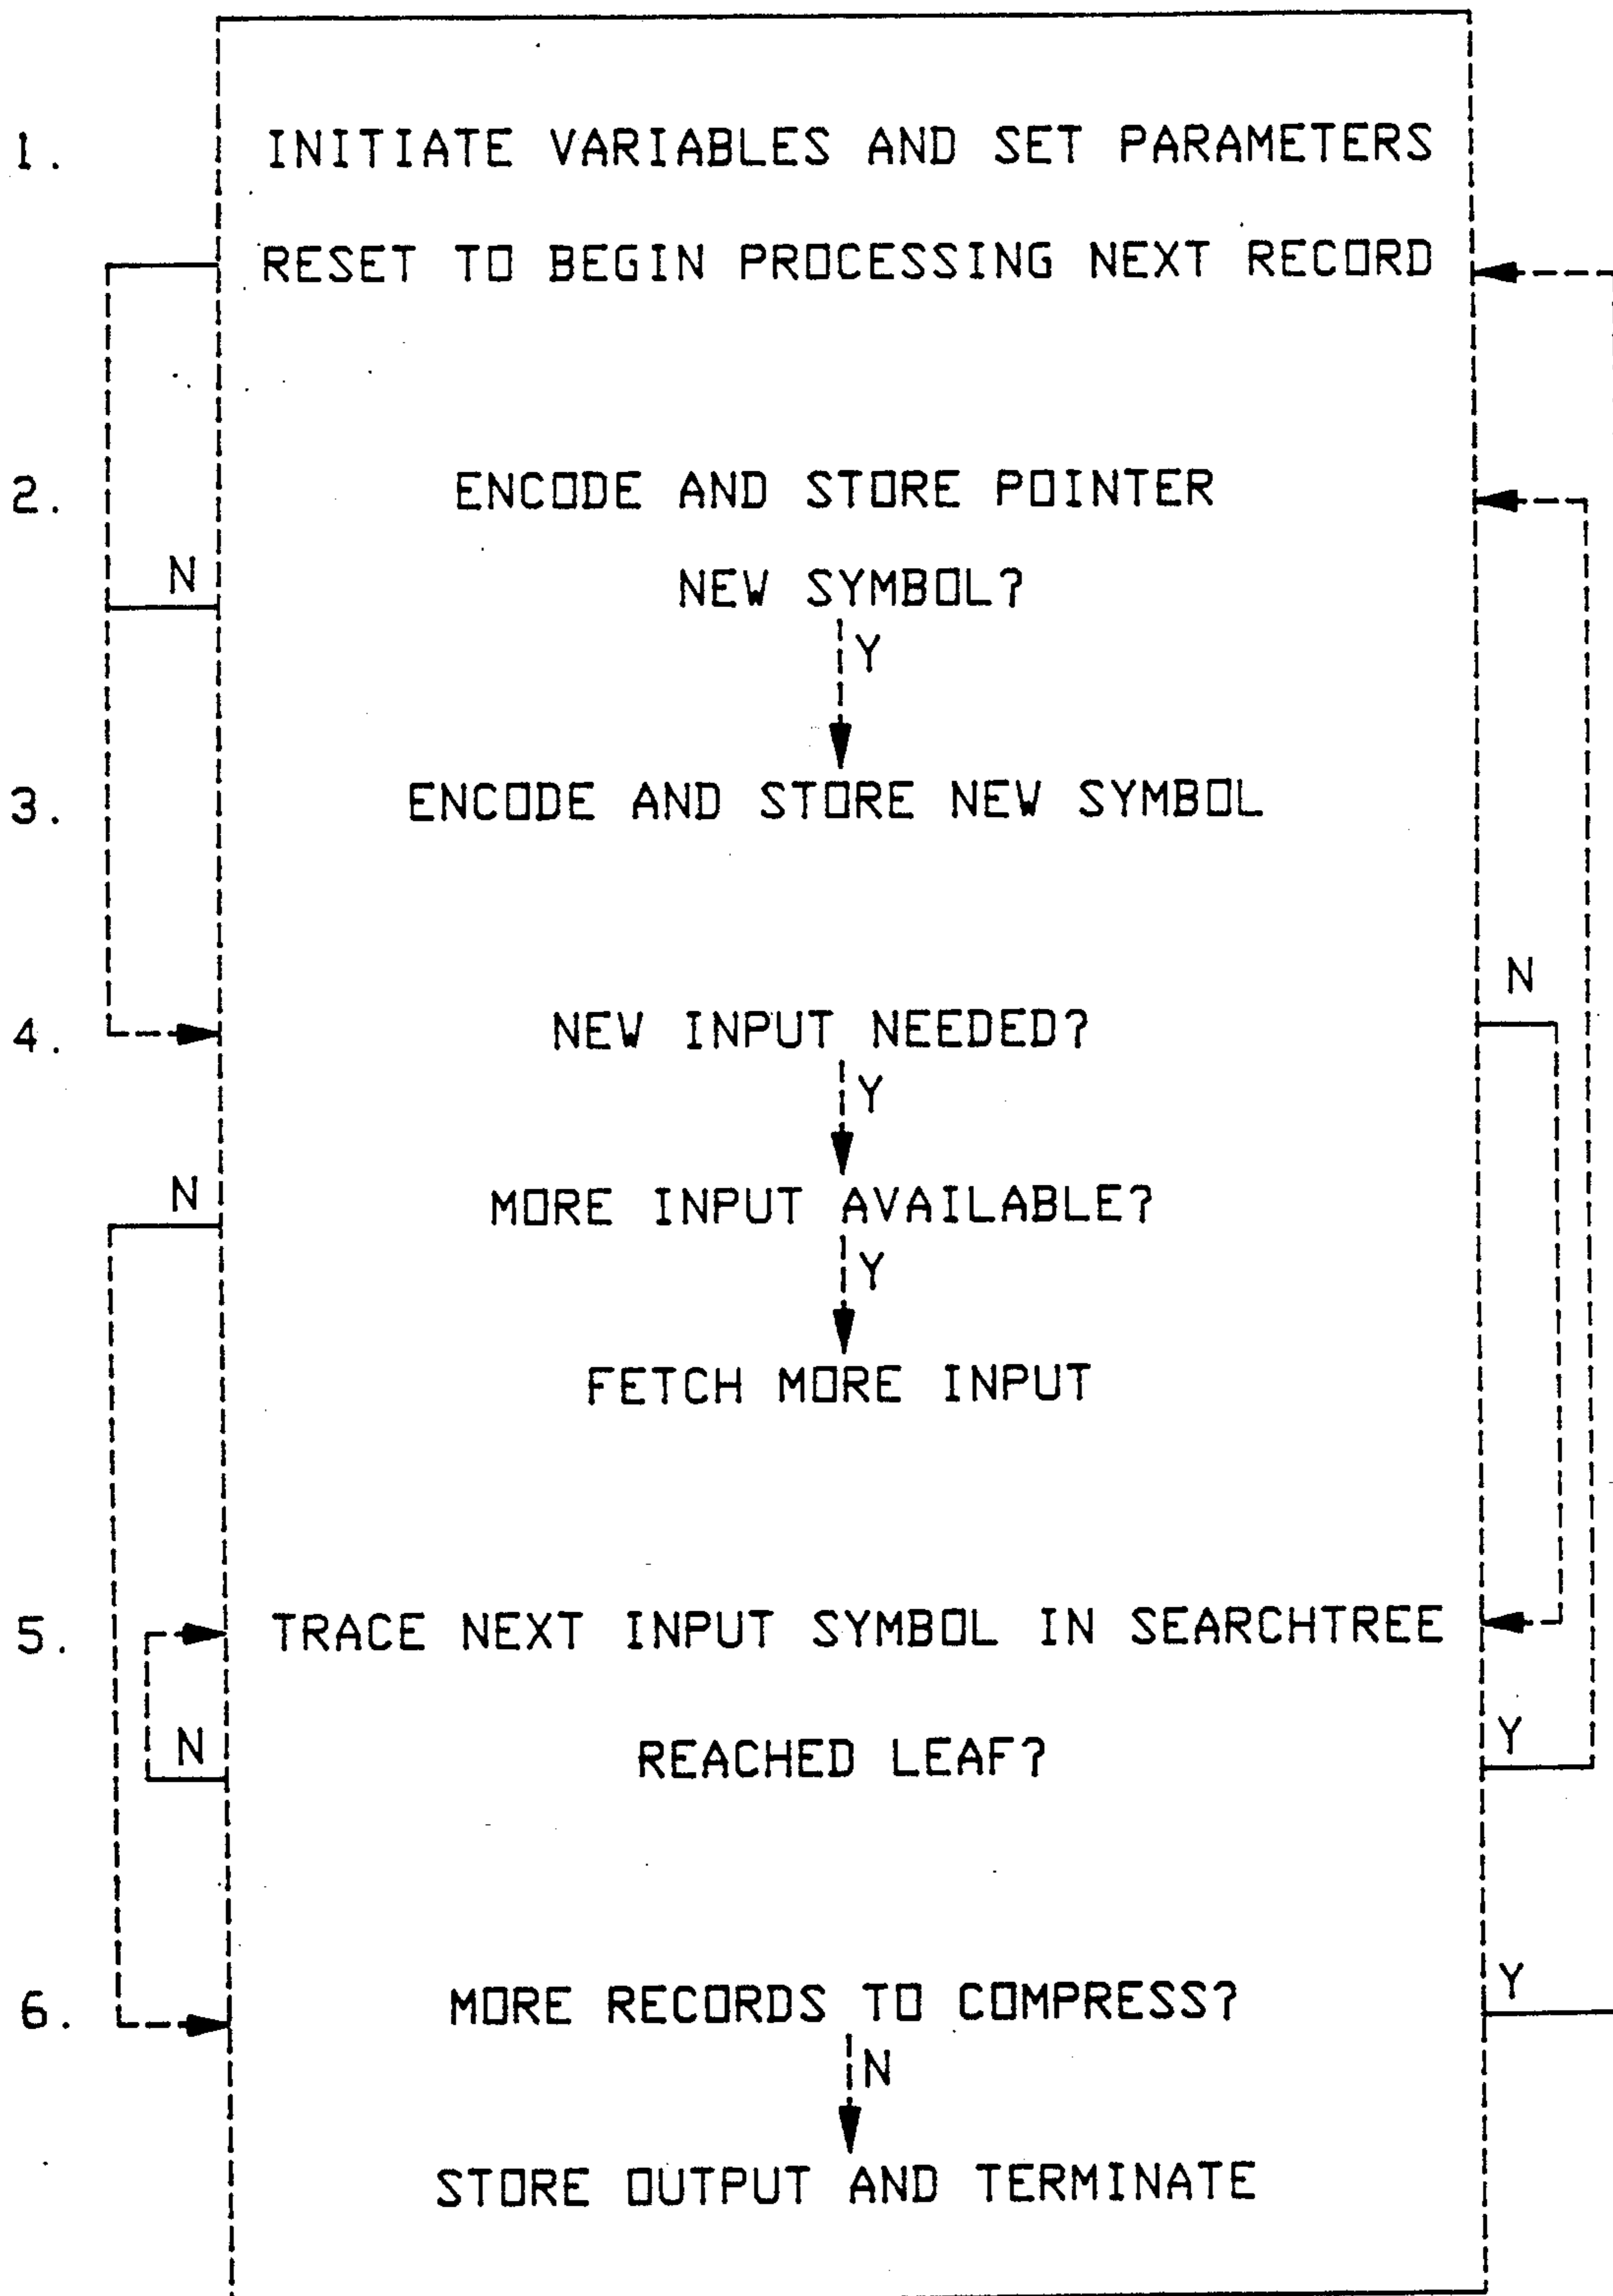 1. INITIATE VARIABLES AND SET PARAMETERS
RESET TO BEGIN PROCESSING NEXT RECORD
2. ENCODE AND STORE POINTER
N NEW SYMBOL?
Y
3. ENCODE AND STORE NEW SYMBOL
N
4. NEW INPUT NEEDED?
Y
N MORE INPUT AVAILABLE?
Y
FETCH MORE INPUT
5. TRACE NEXT INPUT SYMBOL IN SEARCHTREE
N REACHED LEAF? Y
6. MORE RECORDS TO COMPRESS? Y
N
STORE OUTPUT AND TERMINATE